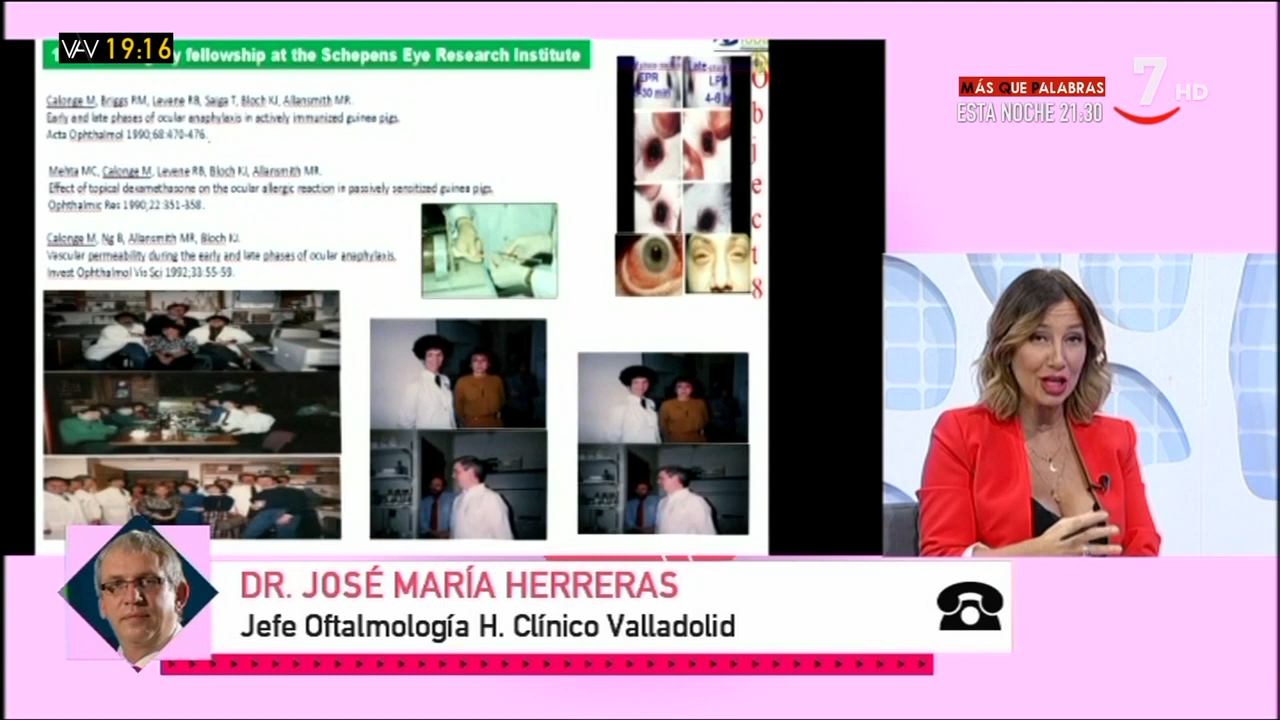 VAV 19:16
fellowship at the Schepens Eye Research Institute
Calonge M, Briggs RM, Levene RB, Saiga T, Bloch KJ, Allansmith MR.
Early and late phases of ocular anaphylaxis in actively immunized guinea pigs.
Acta Ophthalmol 1990;68:470-476.
Mehta MC, Calonge M, Levene RB, Bloch KJ, Allansmith MR.
Effect of topical dexamethasone on the ocular allergic reaction in passively sensitized guinea pigs.
Ophthalmic Res 1990;22:351-358.
Calonge M, Ng B, Allansmith MR, Bloch KJ.
Vascular permeability during the early and late phases of ocular anaphylaxis.
Invest Ophthalmol Vis Sci 1992;33:55-59.
EPR
LPR
Object8
MÁS QUE PALABRAS
ESTA NOCHE 21:30
7 HD
DR. JOSÉ MARÍA HERRERAS
Jefe Oftalmología H. Clínico Valladolid